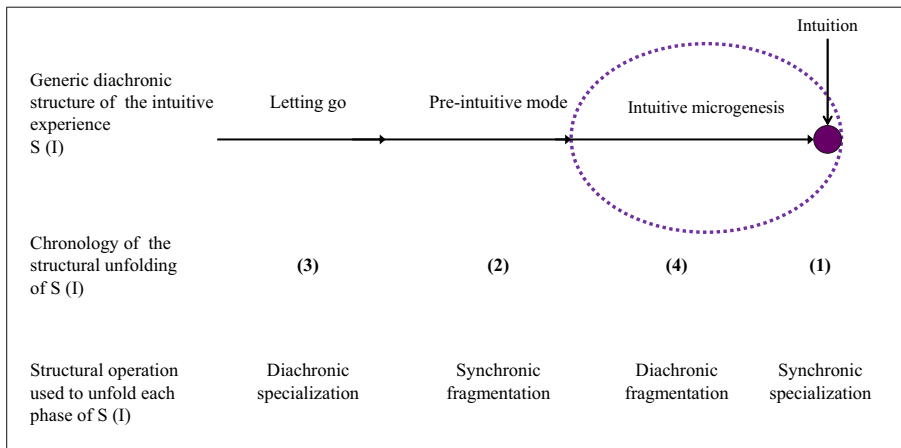 Intuition
Generic diachronic
structure of the intuitive
experience
S (I)
Letting go
Pre-intuitive mode
Intuitive microgenesis
Chronology of the
structural unfolding
of S (I)
(3)
(2)
(4)
(1)
Structural operation
used to unfold each
phase of S (I)
Diachronic
specialization
Synchronic
fragmentation
Diachronic
fragmentation
Synchronic
specialization